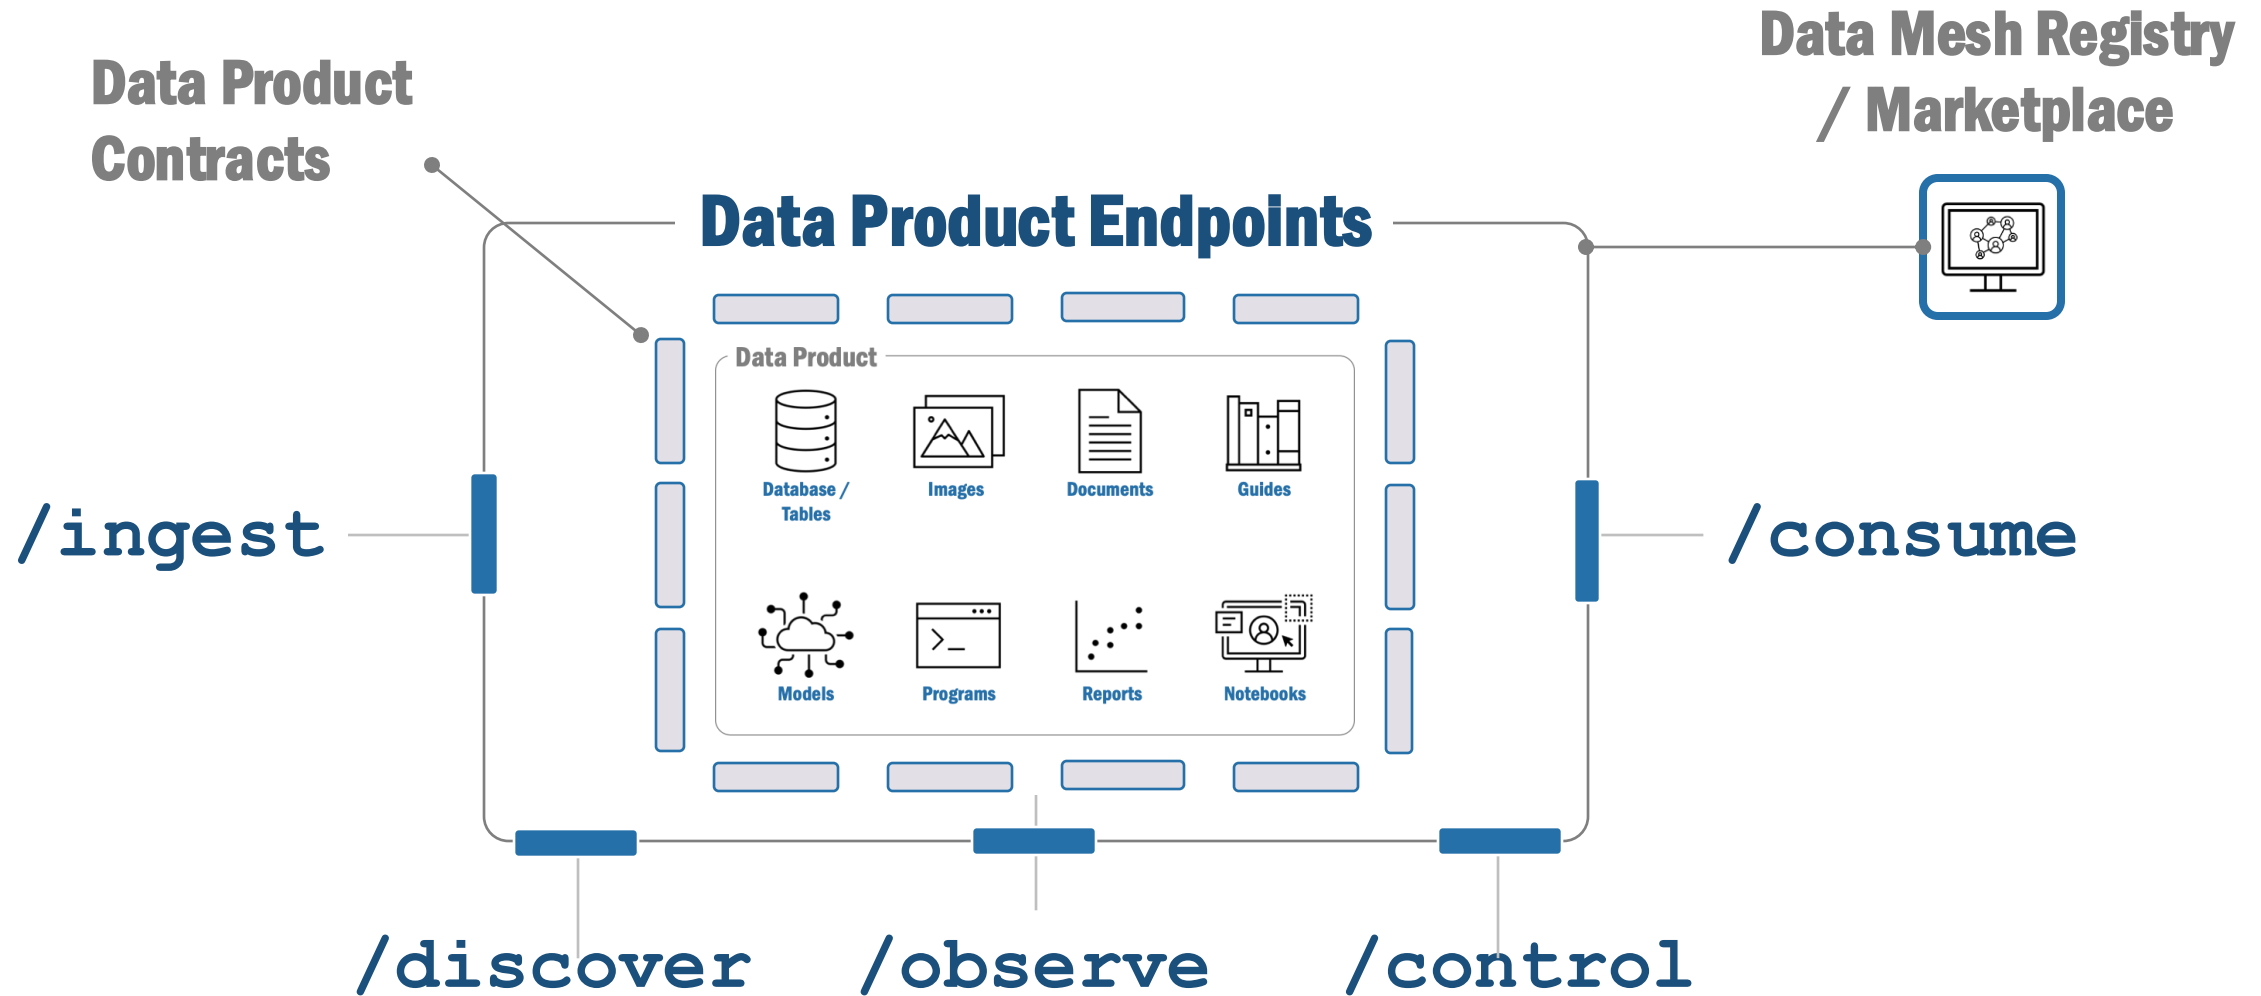 Data Mesh Registry
/ Marketplace
Data Product
Contracts
Data Product Endpoints
Data Product
Database /
Tables
Images
Documents
Guides
/ingest
/consume
Models
Programs
Reports
Notebooks
/discover
/observe
/control